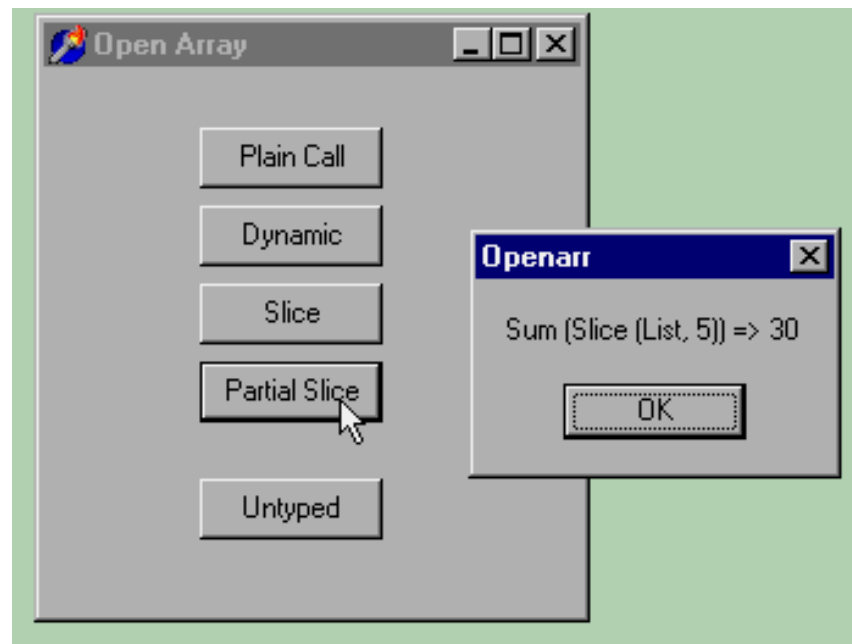 Open Array
Plain Call
Dynamic
Slice
Partial Slice
Untyped
Openarr
Sum (Slice (List, 5)) => 30
OK